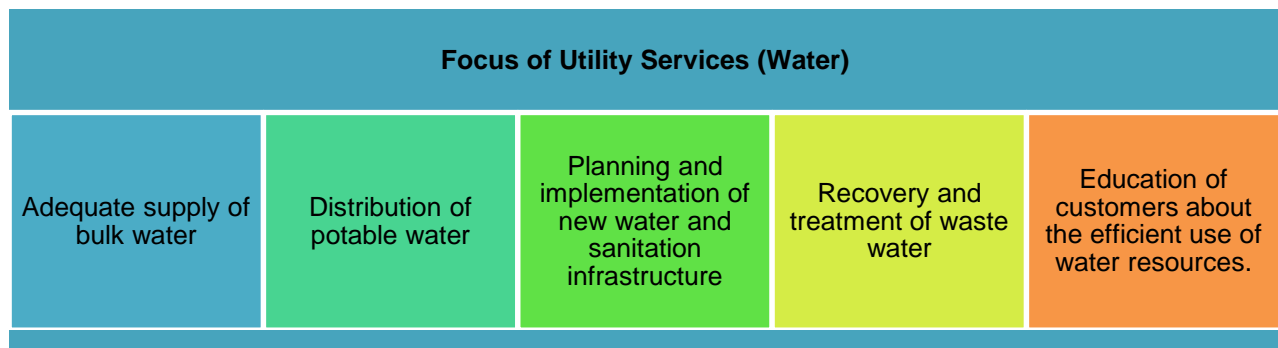 Focus of Utility Services (Water)
Adequate supply of
bulk water
Distribution of
potable water
Planning and
implementation of
new water and
sanitation
infrastructure
Recovery and
treatment of waste
water
Education of
customers about
the efficient use of
water resources.